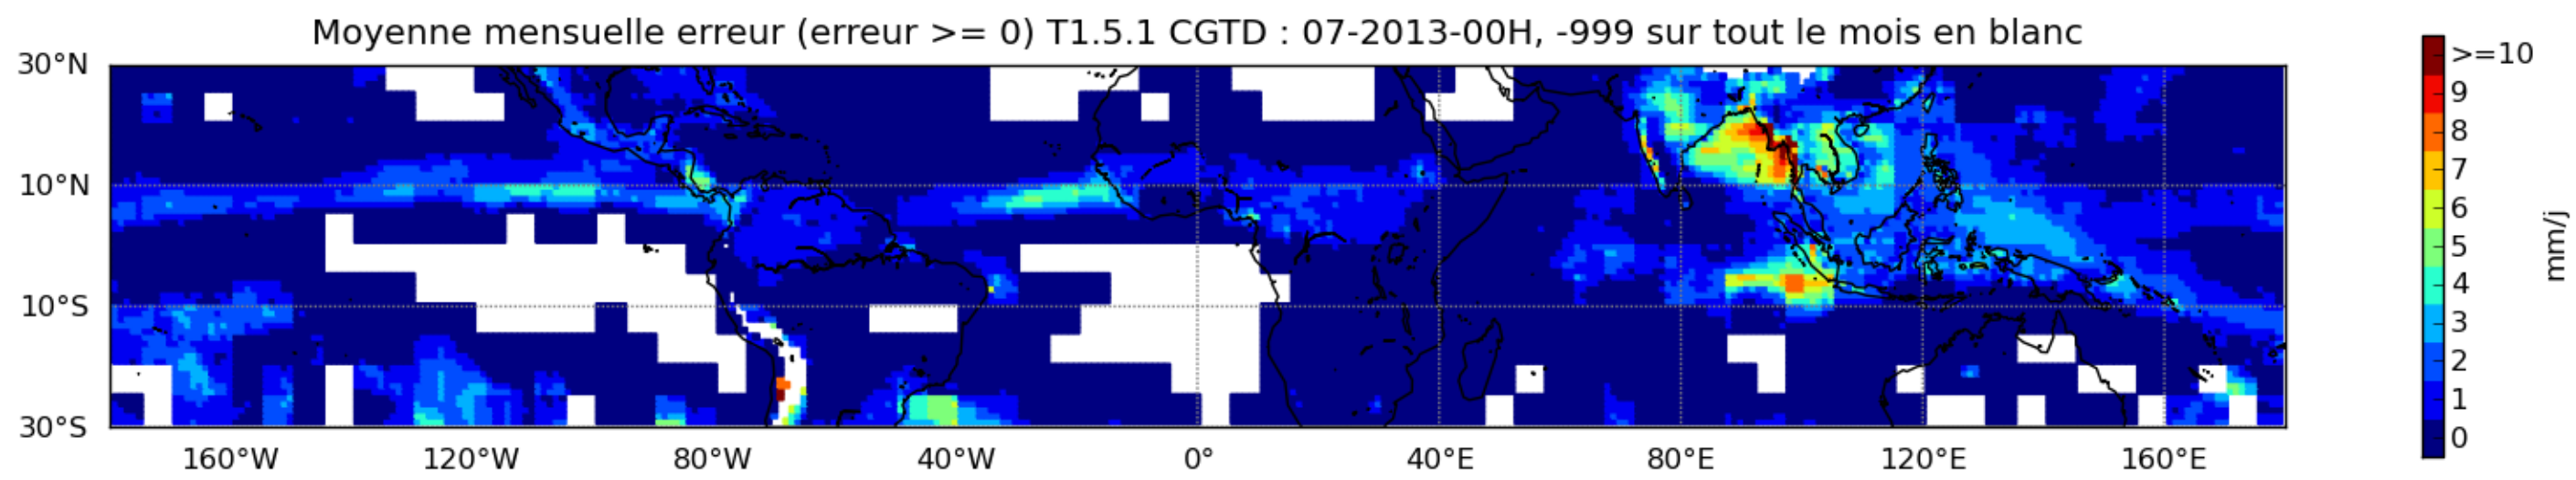 Moyenne mensuelle erreur (erreur >= 0) T1.5.1 CGTD : 07-2013-00H, -999 sur tout le mois en blanc
30°N
10°N
10°S
30°S
160°W 120°W 80°W 40°W 0° 40°E 80°E 120°E 160°E
>=10
9
8
7
6
5
4
3
2
1
0
mm/j